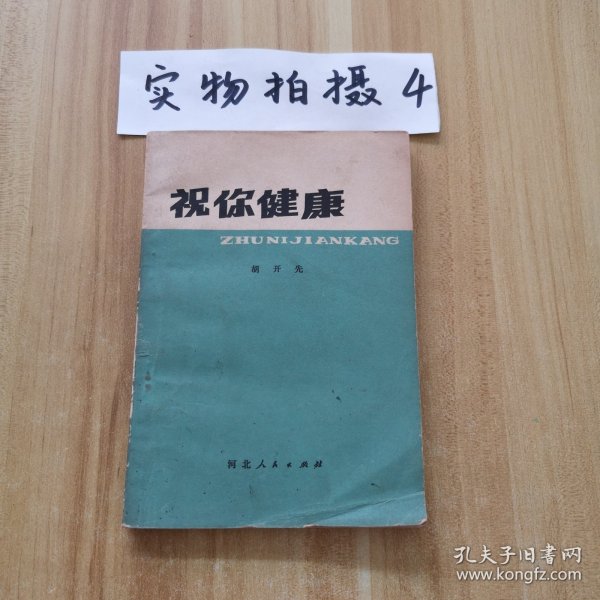 实物拍摄 4
祝你健康
ZHUNIJIANKANG
胡开先
河北人民出版社
孔夫子旧书网
www.kongfz.com